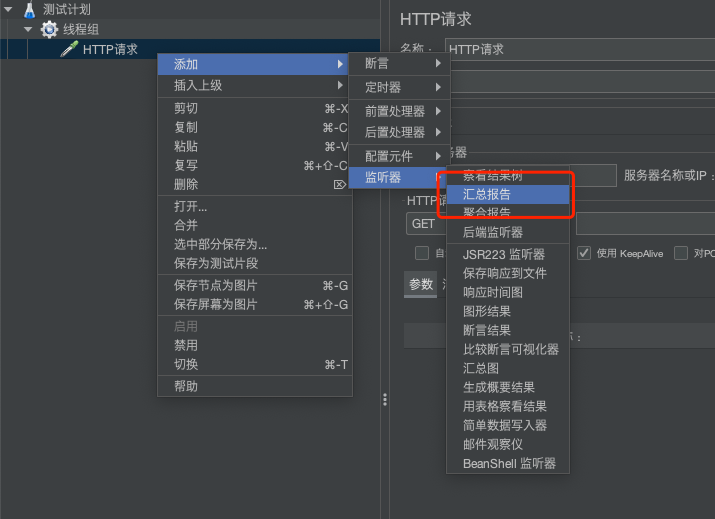 测试计划
线程组
HTTP请求
添加
插入上级
剪切 ⌘-X
复制 ⌘-C
粘贴 ⌘-V
复写 ⌘+⇧-C
删除 ⌦
打开...
合并
选中部分保存为...
保存为测试片段
保存节点为图片 ⌘-G
保存屏幕为图片 ⌘+⇧-G
启用
禁用
切换 ⌘-T
帮助
断言
定时器
前置处理器
后置处理器
配置元件
监听器
察看结果树
汇总报告
聚合报告
后端监听器
JSR223 监听器
保存响应到文件
响应时间图
图形结果
断言结果
比较断言可视化器
汇总图
生成概要结果
用表格察看结果
简单数据写入器
邮件观察仪
BeanShell 监听器
HTTP请求
名称： HTTP请求
务器
服务器名称或IP：
HTTP请
GET
自
使用 KeepAlive
对PO
参数
称：